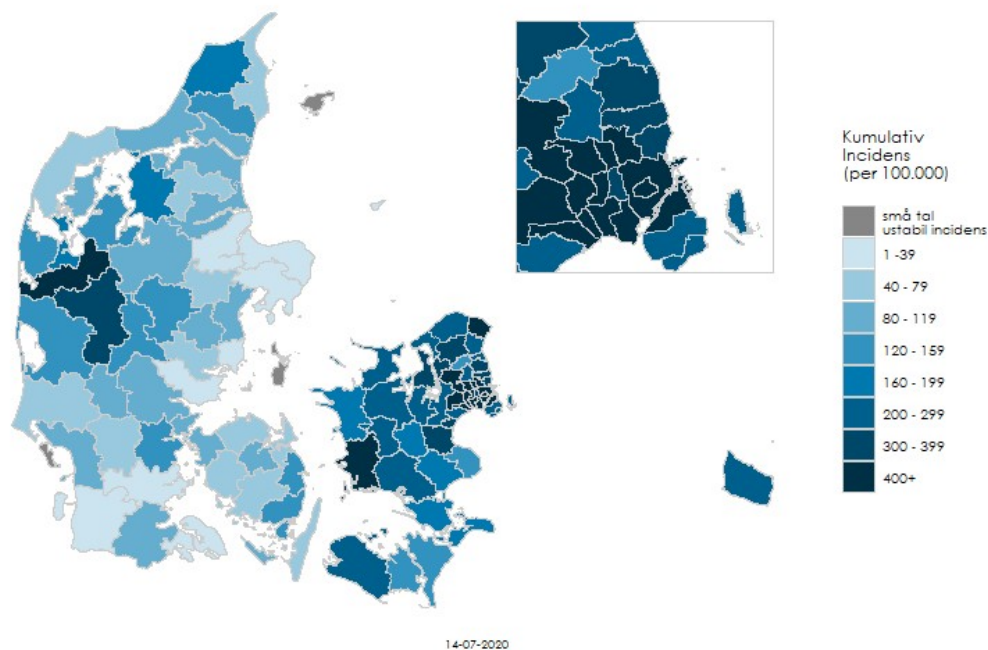 Kumulativ
Incidens
(per 100.000)
små tal
ustabil incidens
1 -39
40 - 79
80 - 119
120 - 159
160 - 199
200 - 299
300 - 399
400+
14-07-2020